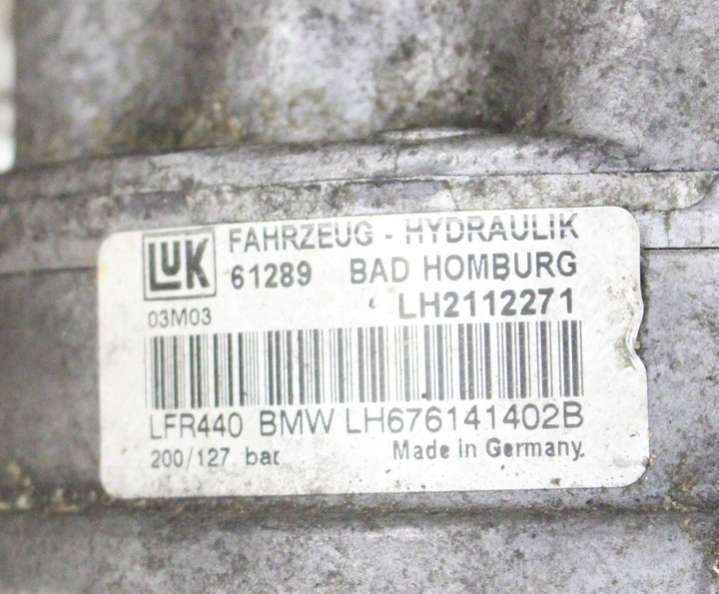 LUK FAHRZEUG - HYDRAULIK
61289 BAD HOMBURG
03M03 LH2112271
LFR440 BMW LH676141402B
200/127 bar Made in Germany.